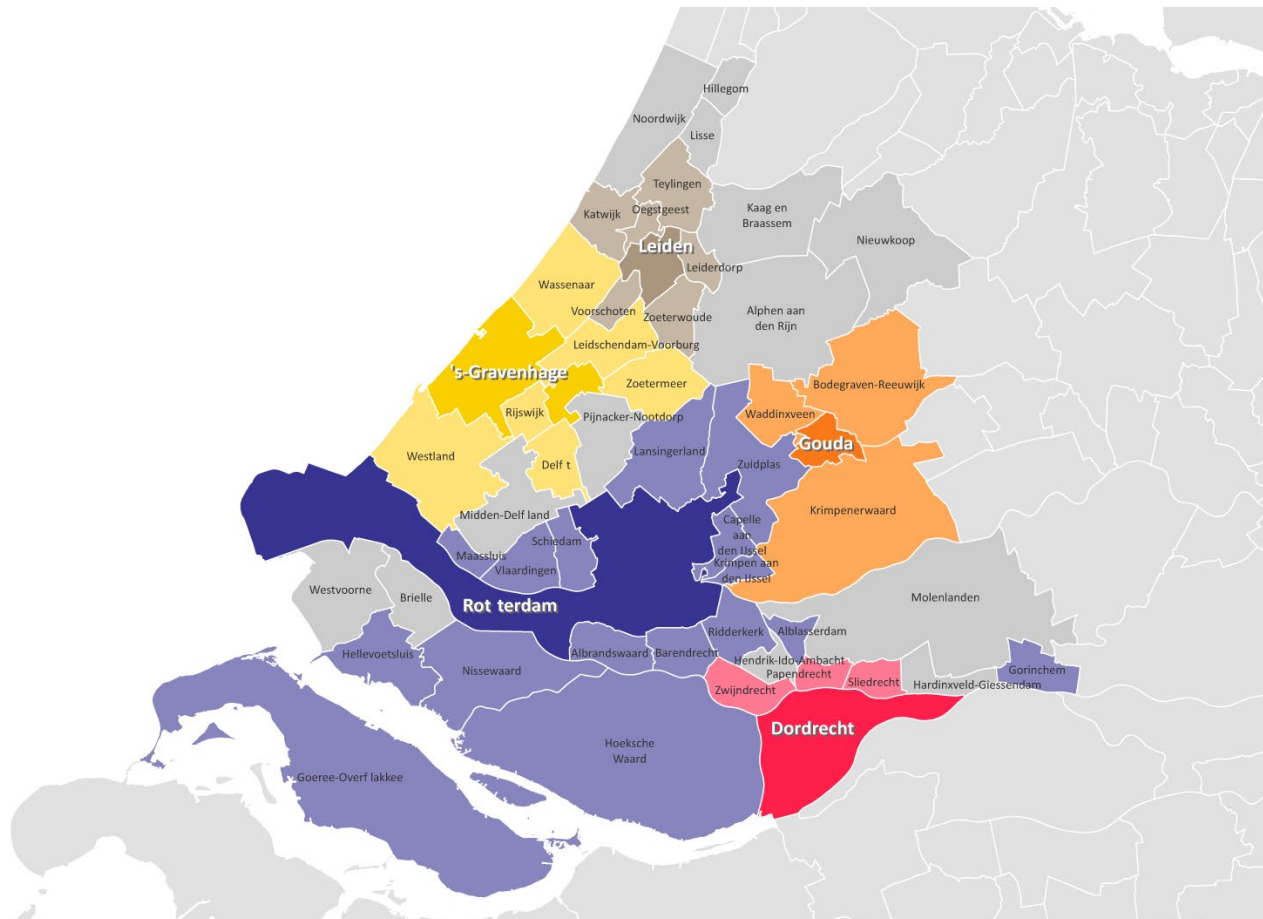 Hillegom
Noordwijk
Lisse
Teylingen
Katwijk
Oegstgeest
Kaag en
Braassem
Leiden
Nieuwkoop
Leiderdorp
Wassenaar
Voorschoten
Zoeterwoude
Alphen aan
den Rijn
Leidschendam-Voorburg
's-Gravenhage
Zoetermeer
Bodegraven-Reeuwijk
Rijswijk
Pijnacker-Nootdorp
Waddinxveen
Gouda
Westland
Delf t
Lansingerland
Zuidplas
Midden-Delf land
Krimpenerwaard
Capelle
aan
den IJssel
Schiedam
Maassluis
Vlaardingen
Krimpen aan
den IJssel
Westvoorne
Brielle
Rot terdam
Molenlanden
Ridderkerk
Alblasserdam
Hellevoetsluis
Albrandswaard
Barendrecht
Hendrik-Ido-Ambacht
Nissewaard
Papendrecht
Gorinchem
Zwijndrecht
Sliedrecht
Hardinxveld-Giessendam
Dordrecht
Hoeksche
Waard
Goeree-Overf lakkee